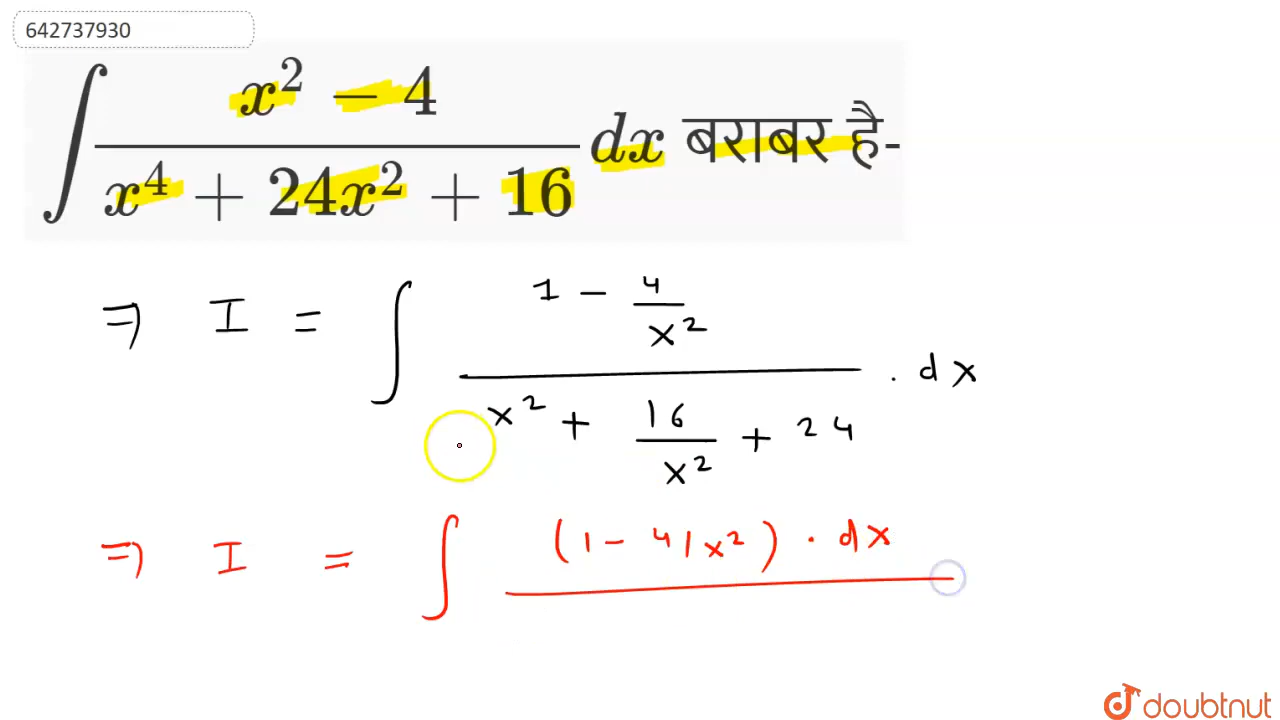 642737930
∫ x² − 4 / x⁴ + 24x² + 16 dx बराबर है-
⇒ I = ∫ 1 − 4/x² / x² + 16/x² + 24 . dx
⇒ I = ∫ (1 − 4/x²) · dx
doubtnut